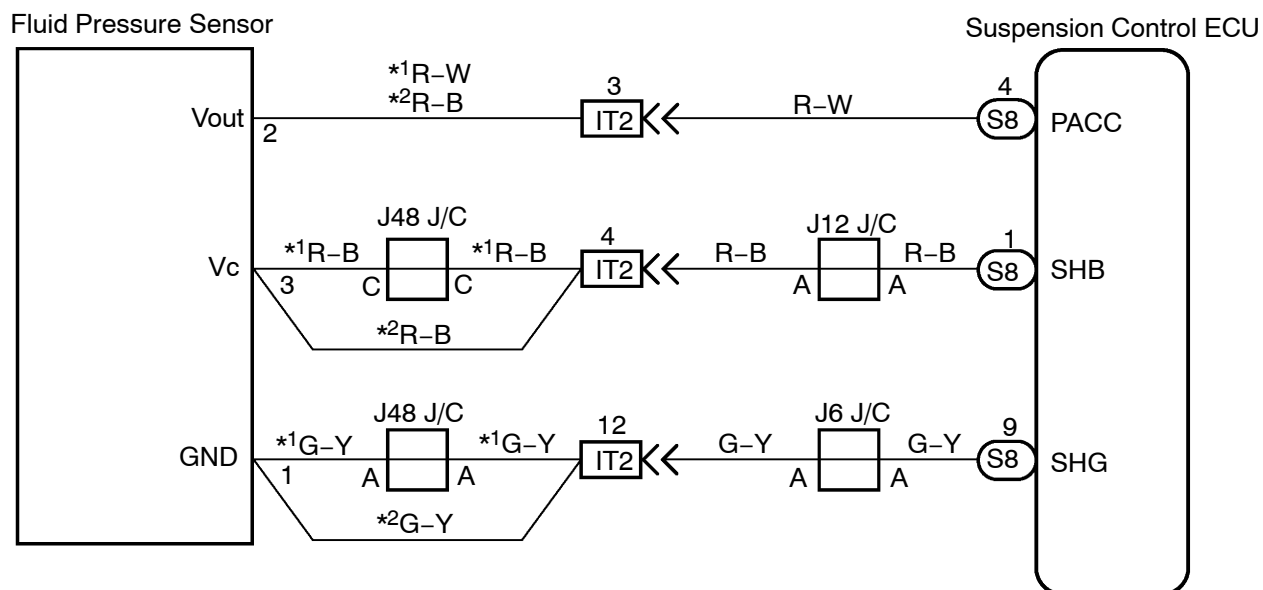 Fluid Pressure Sensor
Suspension Control ECU
*1R–W
*2R–B
3
4
Vout
2
IT2
R–W
S8
PACC
J48 J/C
4
J12 J/C
1
*1R–B
*1R–B
R–B
R–B
Vc
3
C
C
IT2
A
A
S8
SHB
*2R–B
J48 J/C
12
J6 J/C
9
*1G–Y
*1G–Y
G–Y
G–Y
GND
1
A
A
IT2
A
A
S8
SHG
*2G–Y